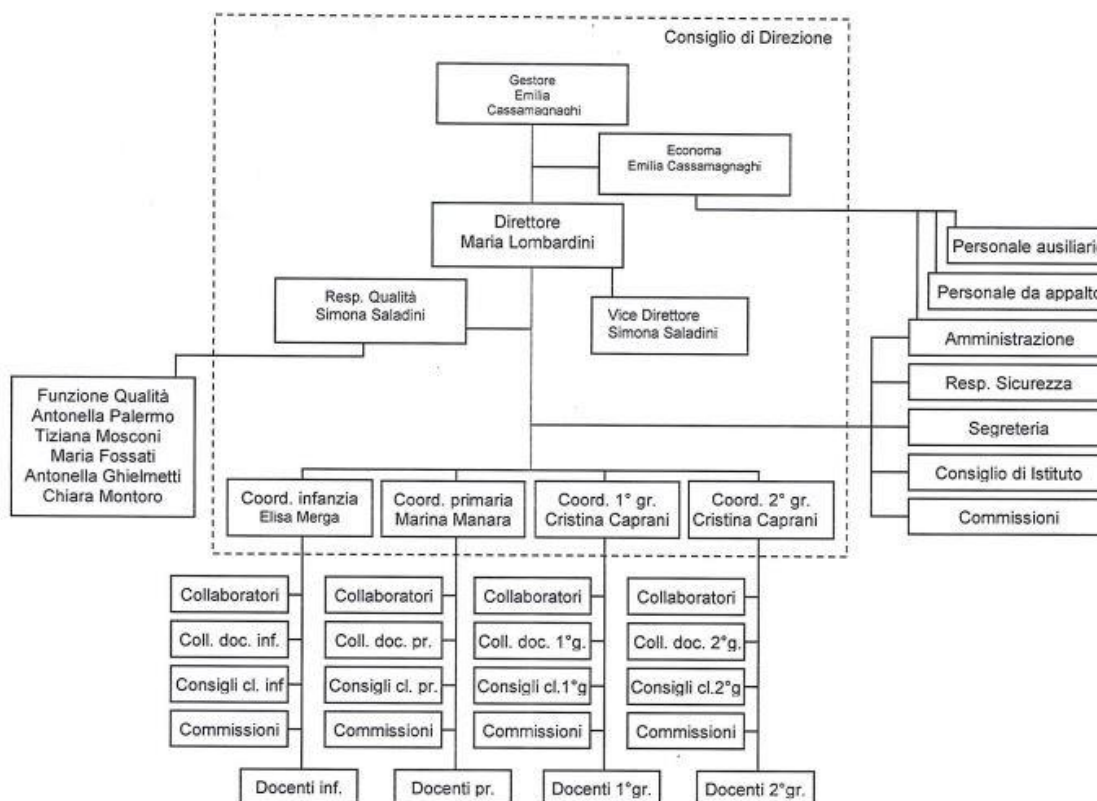 Consiglio di Direzione
Gestore
Emilia
Cassamagnaghi
Economa
Emilia Cassamagnaghi
Direttore
Maria Lombardini
Personale ausiliario
Resp. Qualità
Simona Saladini
Vice Direttore
Simona Saladini
Personale da appalto
Amministrazione
Resp. Sicurezza
Segreteria
Consiglio di Istituto
Commissioni
Funzione Qualità
Antonella Palermo
Tiziana Mosconi
Maria Fossati
Antonella Ghielmetti
Chiara Montoro
Coord. infanzia
Elisa Merga
Coord. primaria
Marina Manara
Coord. 1° gr.
Cristina Caprani
Coord. 2° gr.
Cristina Caprani
Collaboratori
Collaboratori
Collaboratori
Collaboratori
Coll. doc. inf.
Coll. doc. pr.
Coll. doc. 1°g.
Coll. doc. 2°g.
Consigli cl. inf
Consigli cl. pr.
Consigli cl.1°g
Consigli cl.2°g
Commissioni
Commissioni
Commissioni
Commissioni
Docenti inf.
Docenti pr.
Docenti 1°gr.
Docenti 2°gr.